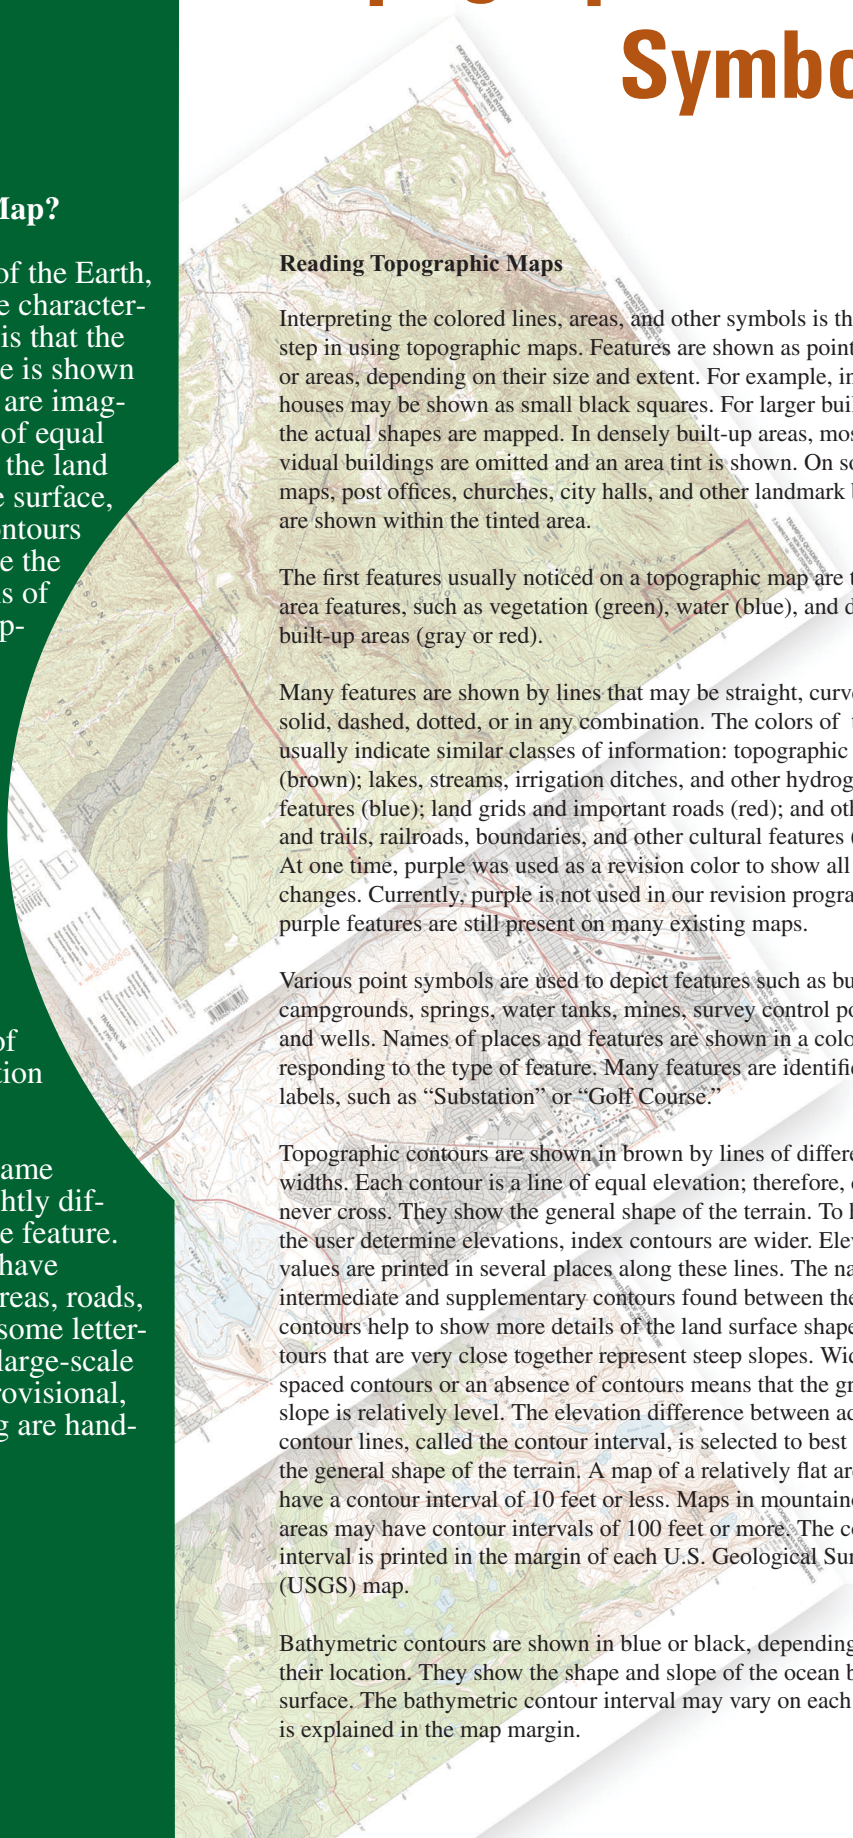 Symbo
Map?
of the Earth,
e character-
is that the
e is shown
are imag-
of equal
the land
e surface,
ontours
e the
s of
p-
of
tion
ame
htly dif-
e feature.
have
reas, roads,
some letter-
large-scale
rovisional,
g are hand-
Reading Topographic Maps
Interpreting the colored lines, areas, and other symbols is th
step in using topographic maps. Features are shown as point
or areas, depending on their size and extent. For example, in
houses may be shown as small black squares. For larger buil
the actual shapes are mapped. In densely built-up areas, mos
vidual buildings are omitted and an area tint is shown. On so
maps, post offices, churches, city halls, and other landmark b
are shown within the tinted area.
The first features usually noticed on a topographic map are t
area features, such as vegetation (green), water (blue), and d
built-up areas (gray or red).
Many features are shown by lines that may be straight, curve
solid, dashed, dotted, or in any combination. The colors of t
usually indicate similar classes of information: topographic
(brown); lakes, streams, irrigation ditches, and other hydrog
features (blue); land grids and important roads (red); and oth
and trails, railroads, boundaries, and other cultural features (
At one time, purple was used as a revision color to show all
changes. Currently, purple is not used in our revision progra
purple features are still present on many existing maps.
Various point symbols are used to depict features such as bu
campgrounds, springs, water tanks, mines, survey control po
and wells. Names of places and features are shown in a colo
responding to the type of feature. Many features are identifie
labels, such as “Substation” or “Golf Course.”
Topographic contours are shown in brown by lines of differe
widths. Each contour is a line of equal elevation; therefore, c
never cross. They show the general shape of the terrain. To h
the user determine elevations, index contours are wider. Elev
values are printed in several places along these lines. The na
intermediate and supplementary contours found between the
contours help to show more details of the land surface shape
tours that are very close together represent steep slopes. Wid
spaced contours or an absence of contours means that the gr
slope is relatively level. The elevation difference between ad
contour lines, called the contour interval, is selected to best
the general shape of the terrain. A map of a relatively flat are
have a contour interval of 10 feet or less. Maps in mountaino
areas may have contour intervals of 100 feet or more. The co
interval is printed in the margin of each U.S. Geological Sur
(USGS) map.
Bathymetric contours are shown in blue or black, depending
their location. They show the shape and slope of the ocean b
surface. The bathymetric contour interval may vary on each
is explained in the map margin.
UNITED STATES
DEPARTMENT OF THE INTERIOR
GEOLOGICAL SURVEY
MOUNTAINS
SANGRE
NATIONAL
FOREST